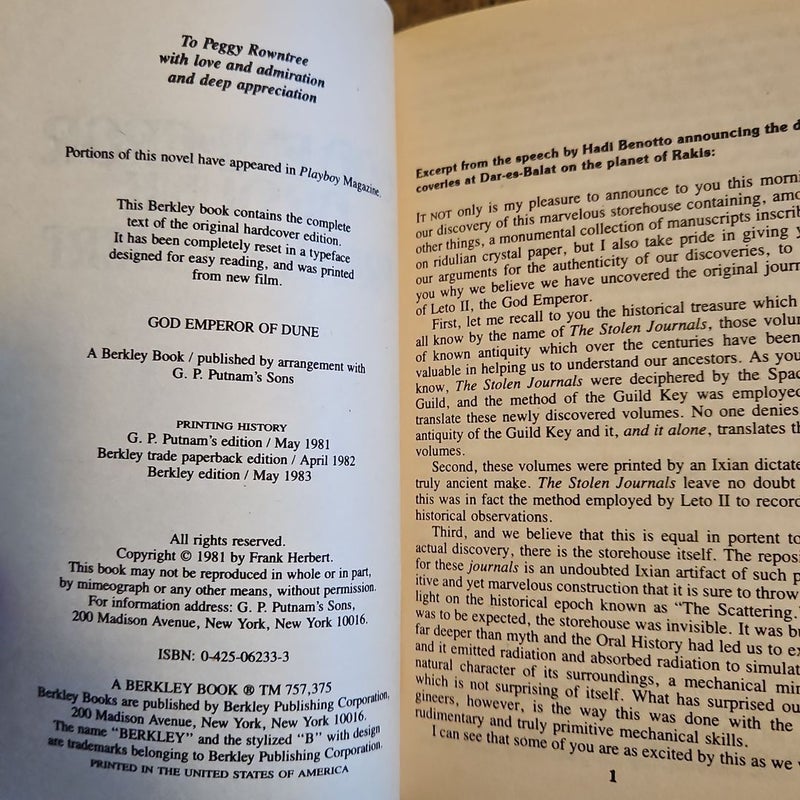 To Peggy Rowntree
with love and admiration
and deep appreciation
Portions of this novel have appeared in Playboy Magazine.
This Berkley book contains the complete
text of the original hardcover edition.
It has been completely reset in a typeface
designed for easy reading, and was printed
from new film.
GOD EMPEROR OF DUNE
A Berkley Book / published by arrangement with
G. P. Putnam's Sons
PRINTING HISTORY
G. P. Putnam's edition / May 1981
Berkley trade paperback edition / April 1982
Berkley edition / May 1983
All rights reserved.
Copyright © 1981 by Frank Herbert.
This book may not be reproduced in whole or in part,
by mimeograph or any other means, without permission.
For information address: G. P. Putnam's Sons,
200 Madison Avenue, New York, New York 10016.
ISBN: 0-425-06233-3
A BERKLEY BOOK ® TM 757,375
Berkley Books are published by Berkley Publishing Corporation,
200 Madison Avenue, New York, New York 10016.
The name "BERKLEY" and the stylized "B" with design
are trademarks belonging to Berkley Publishing Corporation.
PRINTED IN THE UNITED STATES OF AMERICA
Excerpt from the speech by Hadi Benotto announcing the d
coveries at Dar-es-Balat on the planet of Rakis:
IT NOT only is my pleasure to announce to you this morni
our discovery of this marvelous storehouse containing, amo
other things, a monumental collection of manuscripts inscrib
on ridulian crystal paper, but I also take pride in giving y
our arguments for the authenticity of our discoveries, to
you why we believe we have uncovered the original journ
of Leto II, the God Emperor.
First, let me recall to you the historical treasure which
all know by the name of The Stolen Journals, those volum
of known antiquity which over the centuries have been
valuable in helping us to understand our ancestors. As you
know, The Stolen Journals were deciphered by the Spac
Guild, and the method of the Guild Key was employed
translate these newly discovered volumes. No one denies
antiquity of the Guild Key and it, and it alone, translates th
volumes.
Second, these volumes were printed by an Ixian dictate
truly ancient make. The Stolen Journals leave no doubt
this was in fact the method employed by Leto II to record
historical observations.
Third, and we believe that this is equal in portent to
actual discovery, there is the storehouse itself. The repos
for these journals is an undoubted Ixian artifact of such p
itive and yet marvelous construction that it is sure to throw
light on the historical epoch known as "The Scattering."
was to be expected, the storehouse was invisible. It was bu
far deeper than myth and the Oral History had led us to ex
and it emitted radiation and absorbed radiation to simulat
natural character of its surroundings, a mechanical mim
which is not surprising of itself. What has surprised ou
gineers, however, is the way this was done with the
rudimentary and truly primitive mechanical skills.
I can see that some of you are as excited by this as we
1